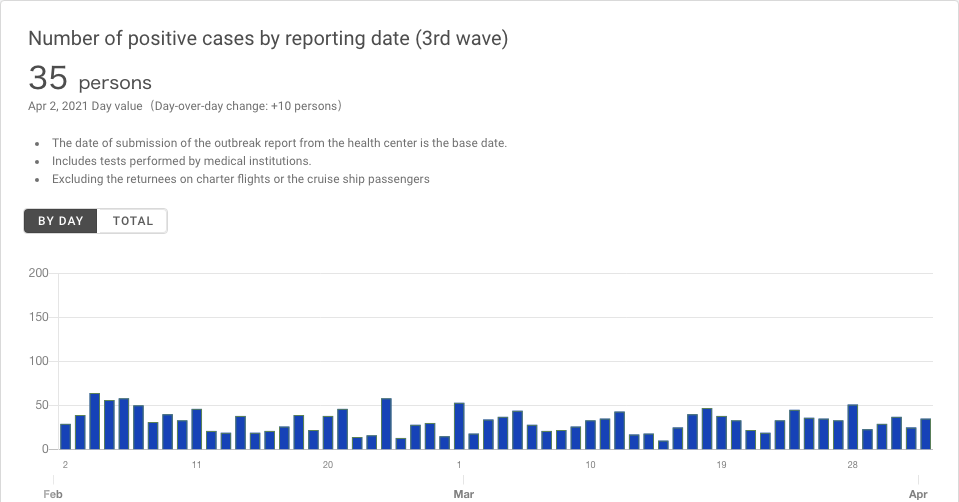 Number of positive cases by reporting date (3rd wave)
35 persons
Apr 2, 2021 Day value（Day-over-day change: +10 persons）
• The date of submission of the outbreak report from the health center is the base date.
• Includes tests performed by medical institutions.
• Excluding the returnees on charter flights or the cruise ship passengers
BY DAY TOTAL
200
150
100
50
0
2 11 20 1 10 19 28
Feb Mar Apr